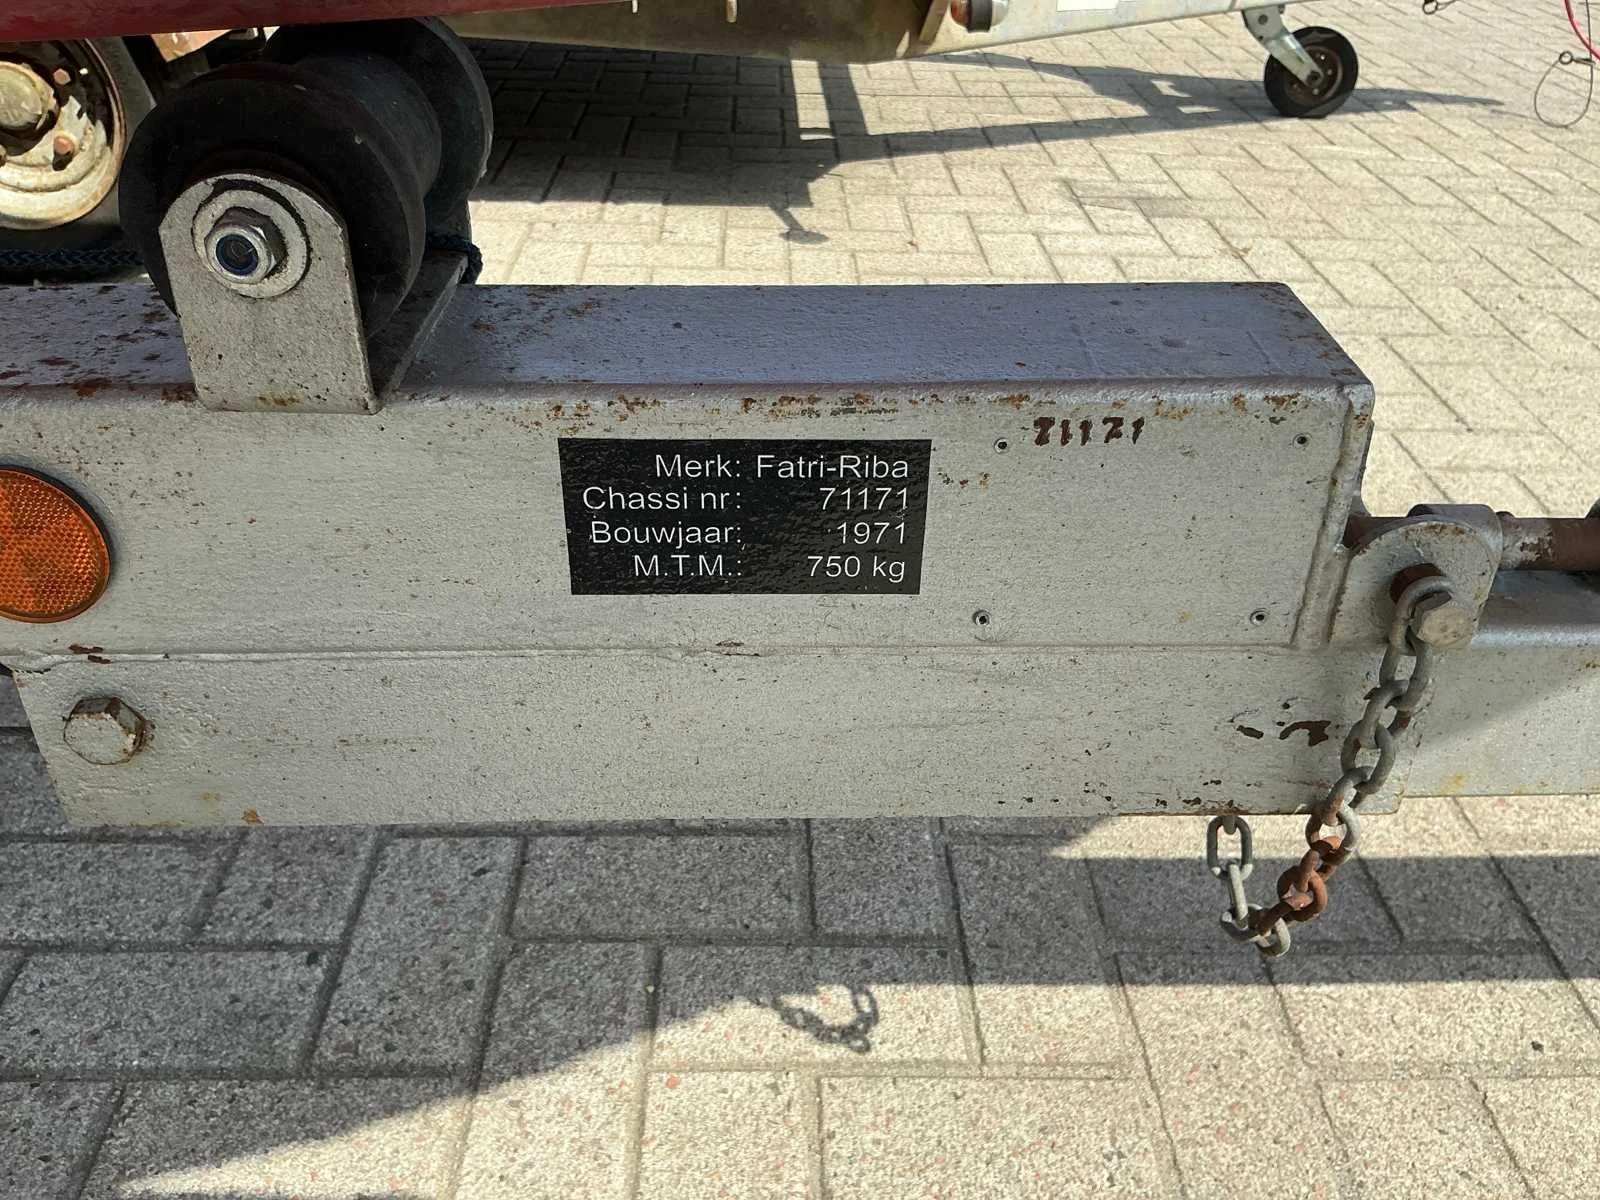 Merk: Fatri-Riba
Chassi nr: 71171
Bouwjaar: 1971
M.T.M.: 750 kg
71171